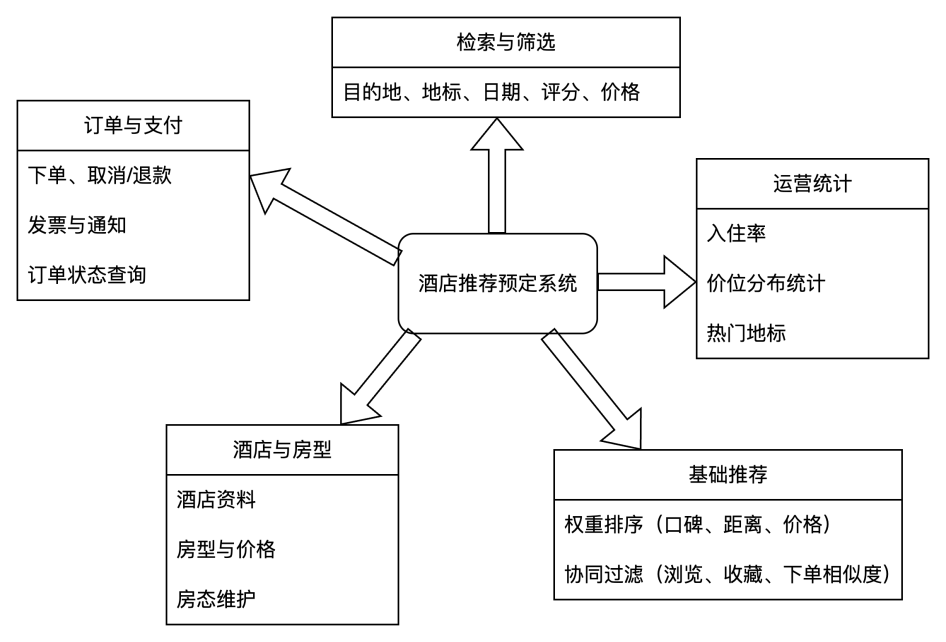 检索与筛选
目的地、地标、日期、评分、价格
订单与支付
下单、取消/退款
发票与通知
订单状态查询
运营统计
入住率
价位分布统计
热门地标
酒店推荐预定系统
酒店与房型
酒店资料
房型与价格
房态维护
基础推荐
权重排序（口碑、距离、价格）
协同过滤（浏览、收藏、下单相似度）